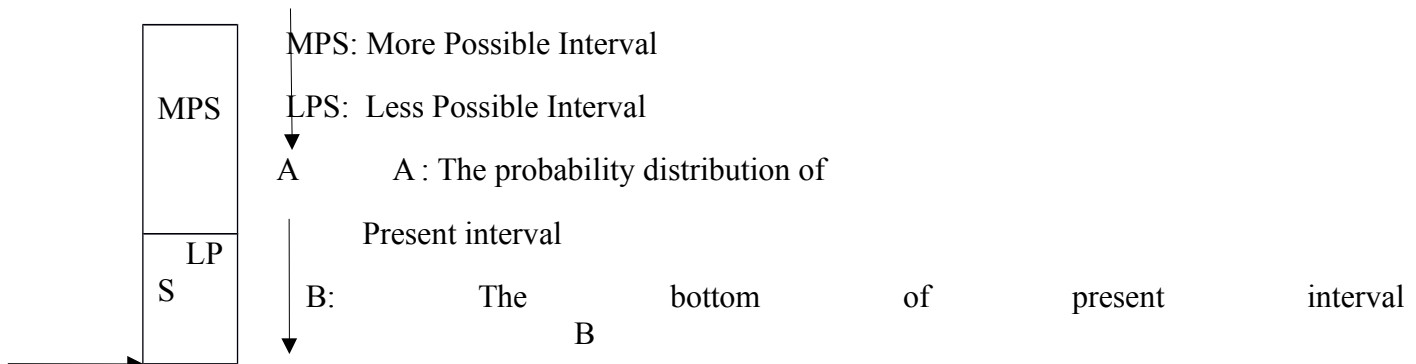 MPS: More Possible Interval
MPS
LPS: Less Possible Interval
A
A : The probability distribution of
Present interval
LP
S
B: The bottom of present interval
B